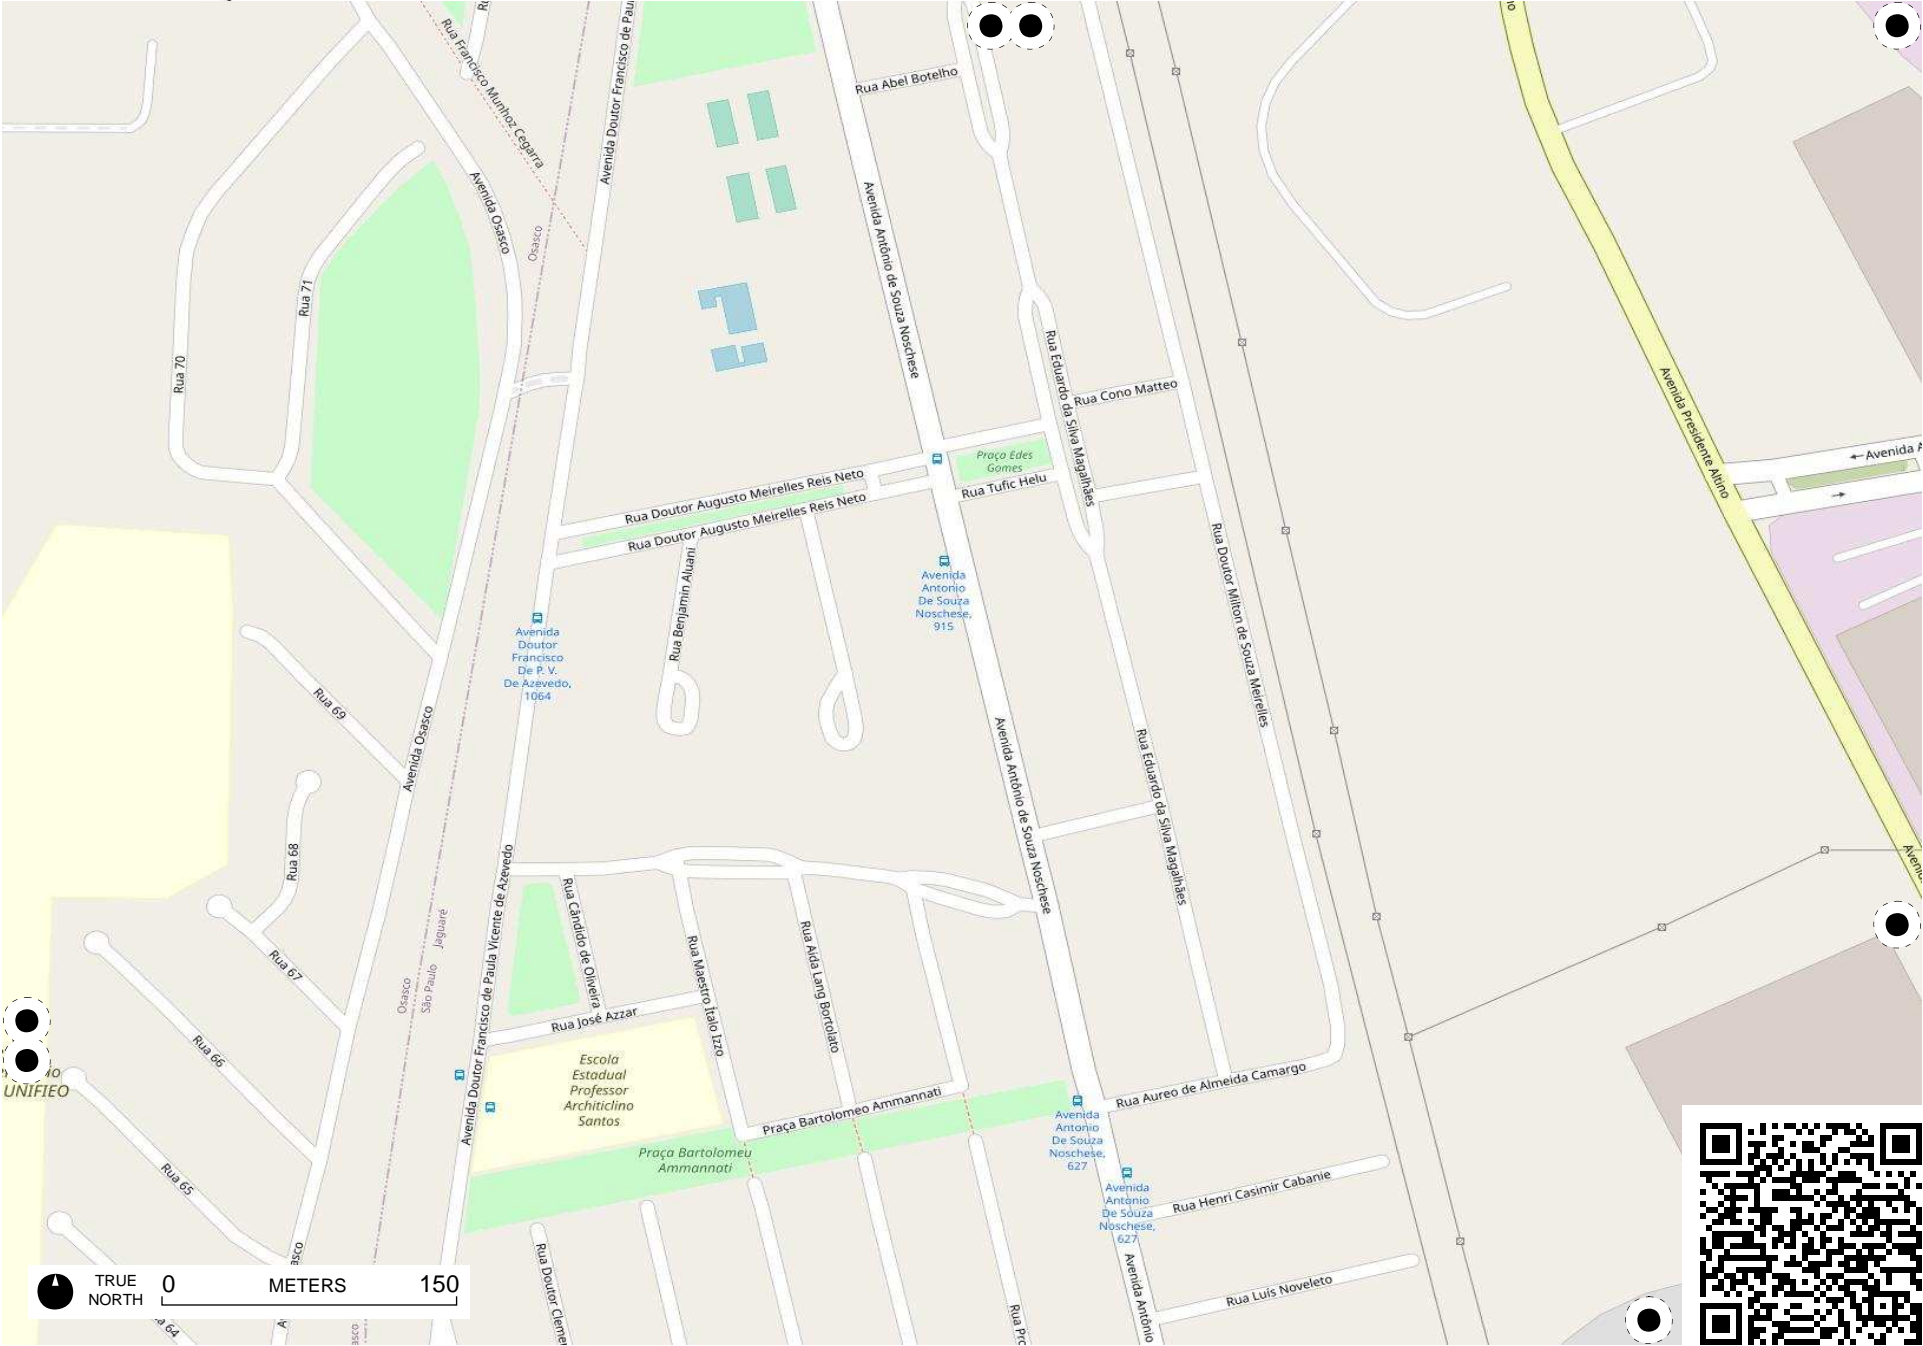 Rua Francisco Munhoz Cegarra
Avenida Doutor Francisco de Pau
Rua Abel Botelho
Avenida Osasco
Osasco
Avenida Antônio de Souza Noschese
Rua 71
Rua 70
Rua Eduardo da Silva Magalhães
Rua Cono Matteo
Avenida Presidente Altino
←Avenida A
→
Praça Edes
Gomes
Rua Tufic Helu
Rua Doutor Augusto Meirelles Reis Neto
Rua Doutor Augusto Meirelles Reis Neto
Rua Benjamin Aluani
Avenida
Antonio
De Souza
Noschese,
915
Rua Doutor Milton de Souza Meirelles
Avenida
Doutor
Francisco
De P. V.
De Azevedo,
1064
Rua 69
Avenida Osasco
Avenida Antônio de Souza Noschese
Rua Eduardo da Silva Magalhães
Rua 68
Avenida Doutor Francisco de Paula Vicente de Azevedo
Rua Cândido de Oliveira
Rua Maestro Ítalo Izzo
Rua Aida Lang Bortolato
Jaguaré
São Paulo
Osasco
Rua 67
Rua José Azzar
Rua 66
UNIFIEO
Escola
Estadual
Professor
Architiclino
Santos
Praça Bartolomeo Ammannati
Rua Aureo de Almeida Camargo
Avenida
Antonio
De Souza
Noschese,
627
Praça Bartolomeu
Ammannati
Rua 65
Avenida
Antonio
De Souza
Noschese,
627
Rua Henri Casimir Cabanie
Rua Luís Noveleto
Avenida Antônio
Rua Doutor Cleme
Rua Pro
asco
a 64
TRUE
NORTH
0 METERS 150